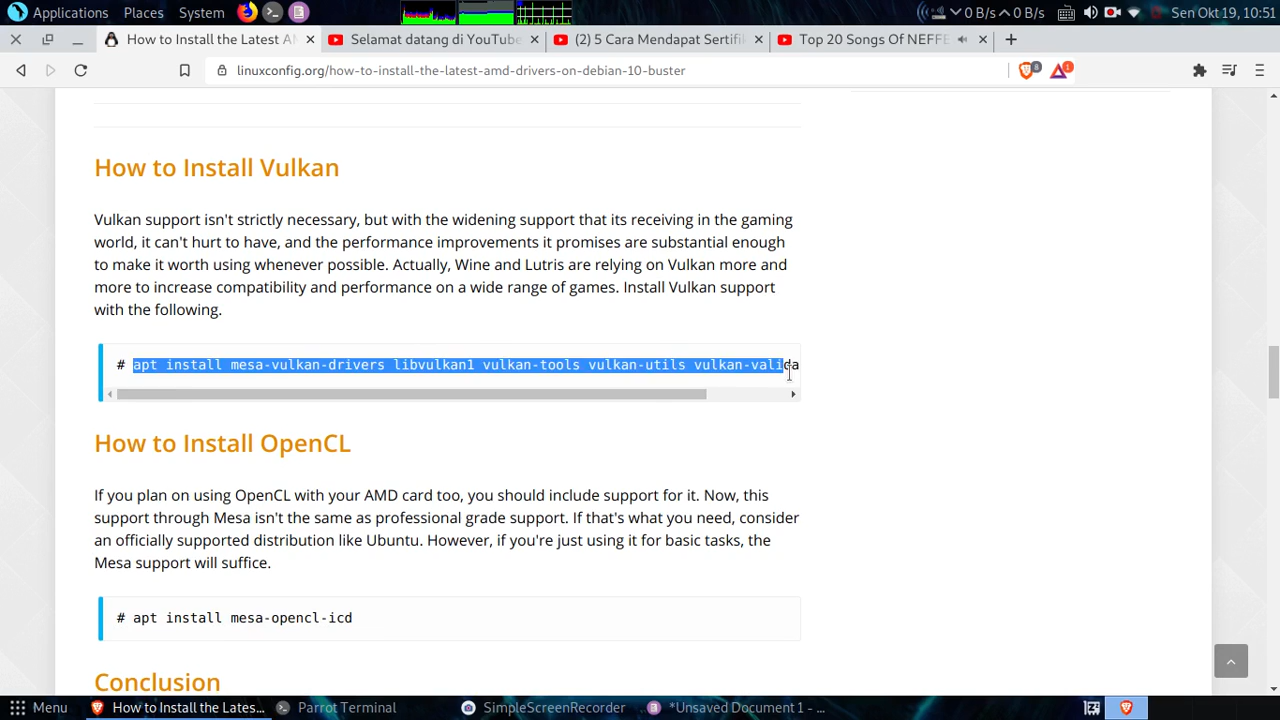 Applications Places System
0 B/s 0 B/s
Sen Okt 19, 10:51
How to Install the Latest AM
Selamat datang di YouTube
(2) 5 Cara Mendapat Sertifik
Top 20 Songs Of NEFFE
linuxconfig.org/how-to-install-the-latest-amd-drivers-on-debian-10-buster
8
1
How to Install Vulkan
Vulkan support isn't strictly necessary, but with the widening support that its receiving in the gaming
world, it can't hurt to have, and the performance improvements it promises are substantial enough
to make it worth using whenever possible. Actually, Wine and Lutris are relying on Vulkan more and
more to increase compatibility and performance on a wide range of games. Install Vulkan support
with the following.
# apt install mesa-vulkan-drivers libvulkan1 vulkan-tools vulkan-utils vulkan-valida
How to Install OpenCL
If you plan on using OpenCL with your AMD card too, you should include support for it. Now, this
support through Mesa isn't the same as professional grade support. If that's what you need, consider
an officially supported distribution like Ubuntu. However, if you're just using it for basic tasks, the
Mesa support will suffice.
# apt install mesa-opencl-icd
Conclusion
Menu
How to Install the Lates...
Parrot Terminal
SimpleScreenRecorder
*Unsaved Document 1 - ...